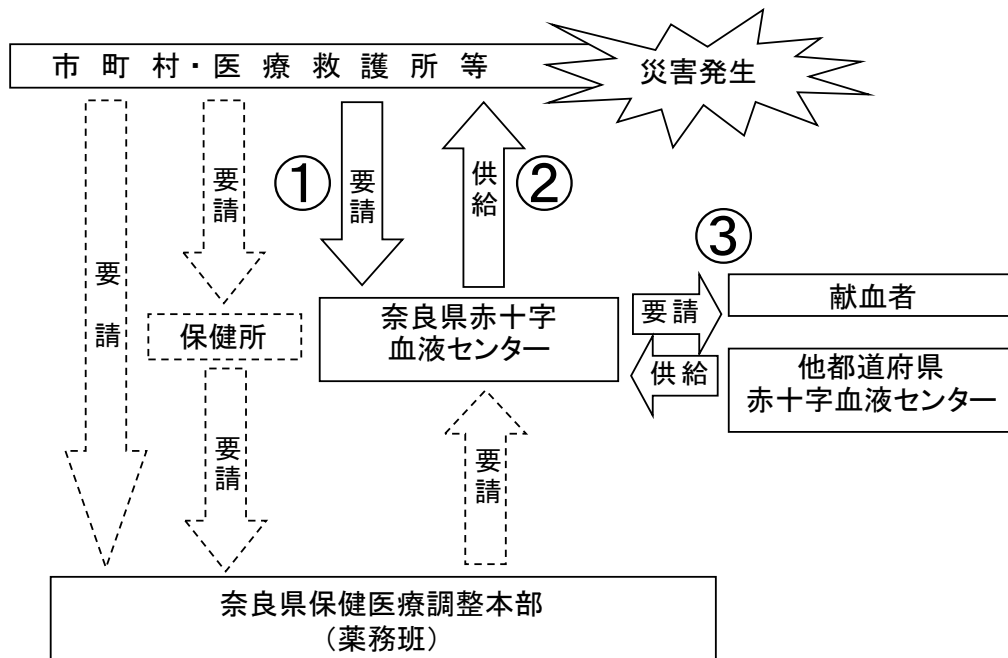 市町村・医療救護所等
災害発生
要請
要請
①
要請
供給
②
③
要請
献血者
保健所
奈良県赤十字
血液センター
供給
他都道府県
赤十字血液センター
要請
要請
奈良県保健医療調整本部
（薬務班）